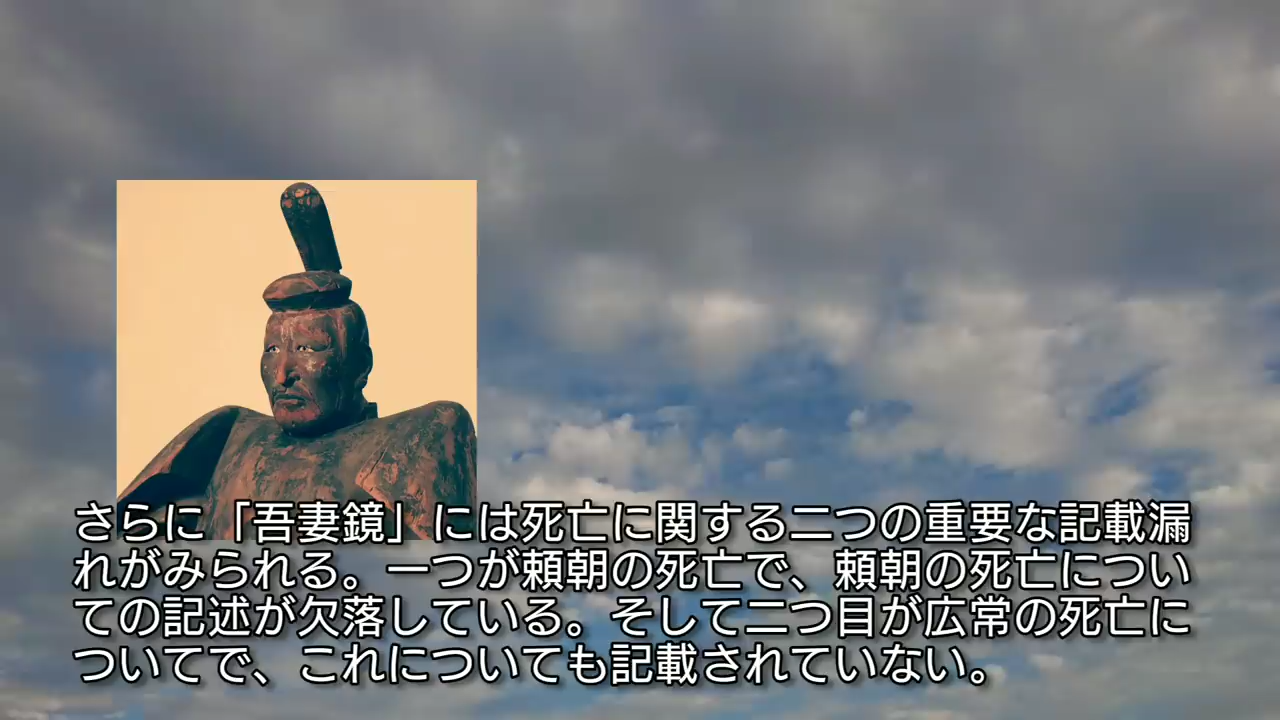 さらに「吾妻鏡」には死亡に関する二つの重要な記載漏
れがみられる。一つが頼朝の死亡で、頼朝の死亡につい
ての記述が欠落している。そして二つ目が広常の死亡に
ついてで、これについても記載されていない。